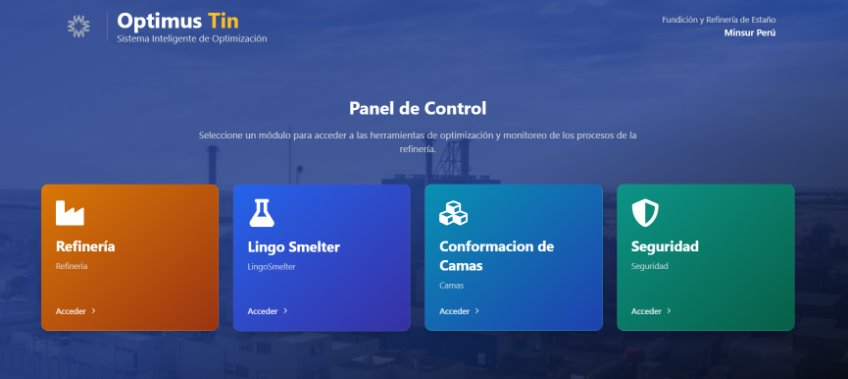 Optimus Tin
Sistema Inteligente de Optimización
Fundición y Refinería de Estaño
Minsur Perú
Panel de Control
Seleccione un módulo para acceder a las herramientas de optimización y monitoreo de los procesos de la
refinería.
Refinería
Refinería
Acceder
Lingo Smelter
LingoSmelter
Acceder
Conformacion de
Camas
Camas
Acceder
Seguridad
Seguridad
Acceder